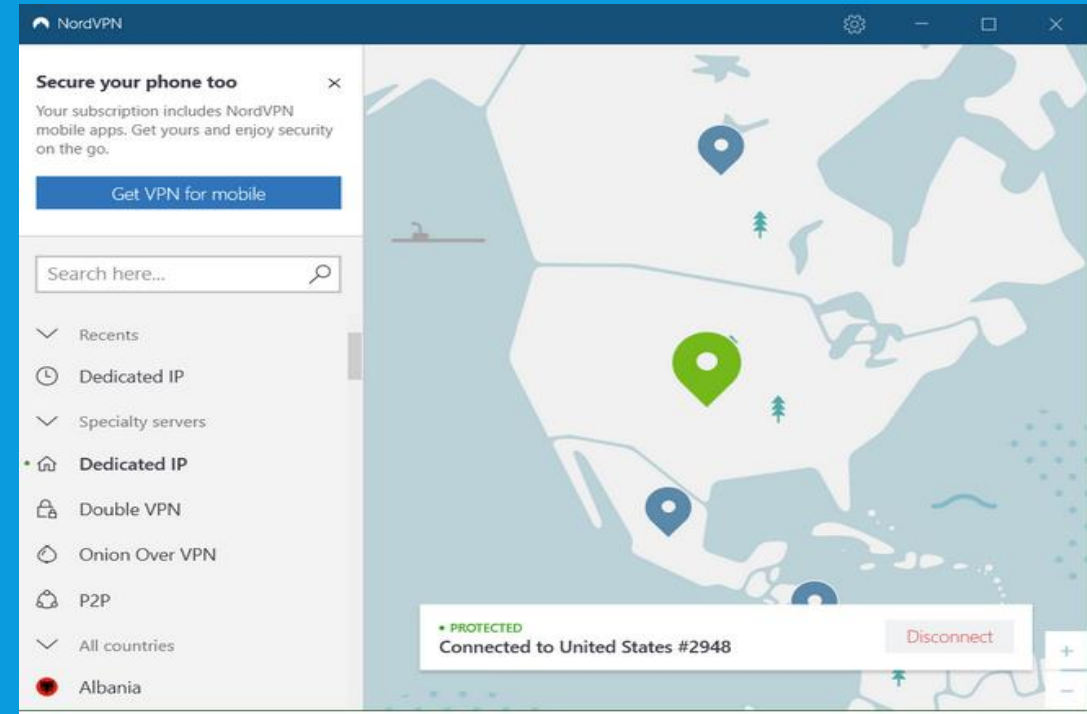 NordVPN
Secure your phone too
Your subscription includes NordVPN
mobile apps. Get yours and enjoy security
on the go.
Get VPN for mobile
Search here...
Recents
Dedicated IP
Specialty servers
Dedicated IP
Double VPN
Onion Over VPN
P2P
All countries
Albania
PROTECTED
Connected to United States #2948
Disconnect